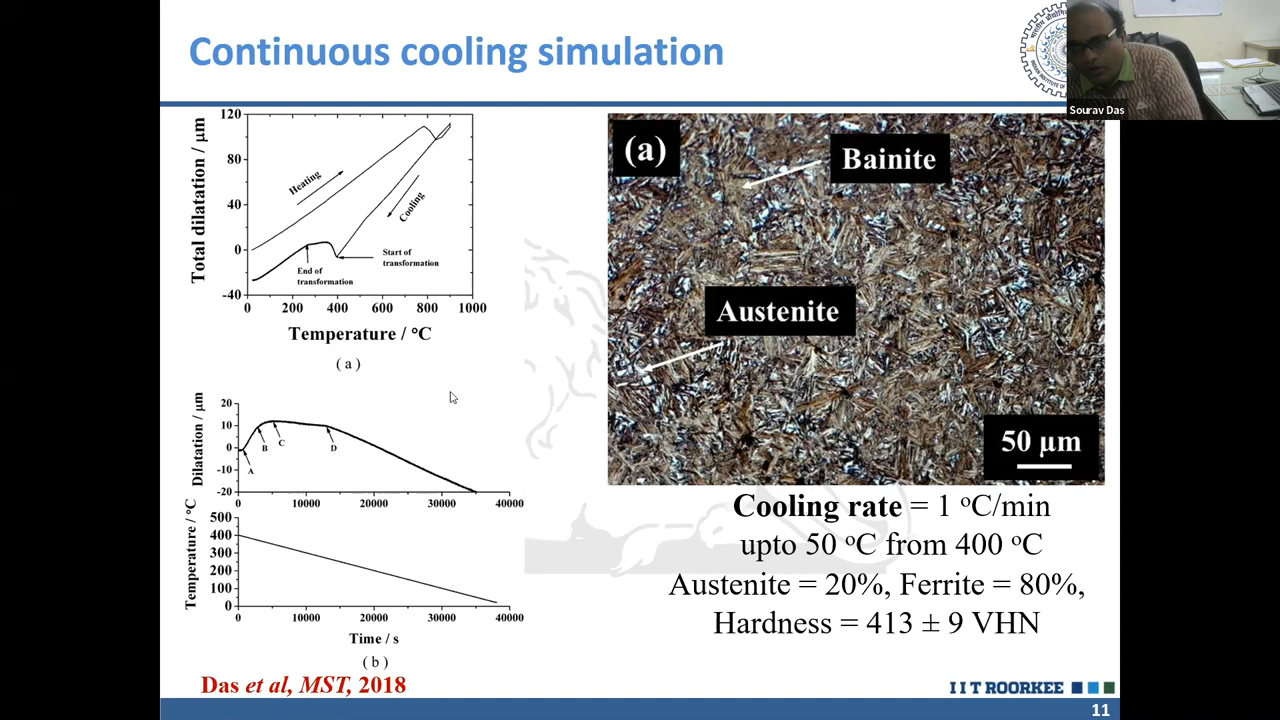 Continuous cooling simulation
Sourav Das
120
80
40
0
-40
Total dilatation / µm
Heating
Cooling
Start of
transformation
End of
transformation
0 200 400 600 800 1000
Temperature / °C
( a )
20
10
0
-10
-20
Dilatation / µm
A
B
C
D
0 10000 20000 30000 40000
500
400
300
200
100
0
Temperature / °C
0 10000 20000 30000 40000
Time / s
( b )
Das et al, MST, 2018
(a)
Bainite
Austenite
50 µm
Cooling rate = 1 °C/min
upto 50 °C from 400 °C
Austenite = 20%, Ferrite = 80%,
Hardness = 413 ± 9 VHN
I I T ROORKEE
11